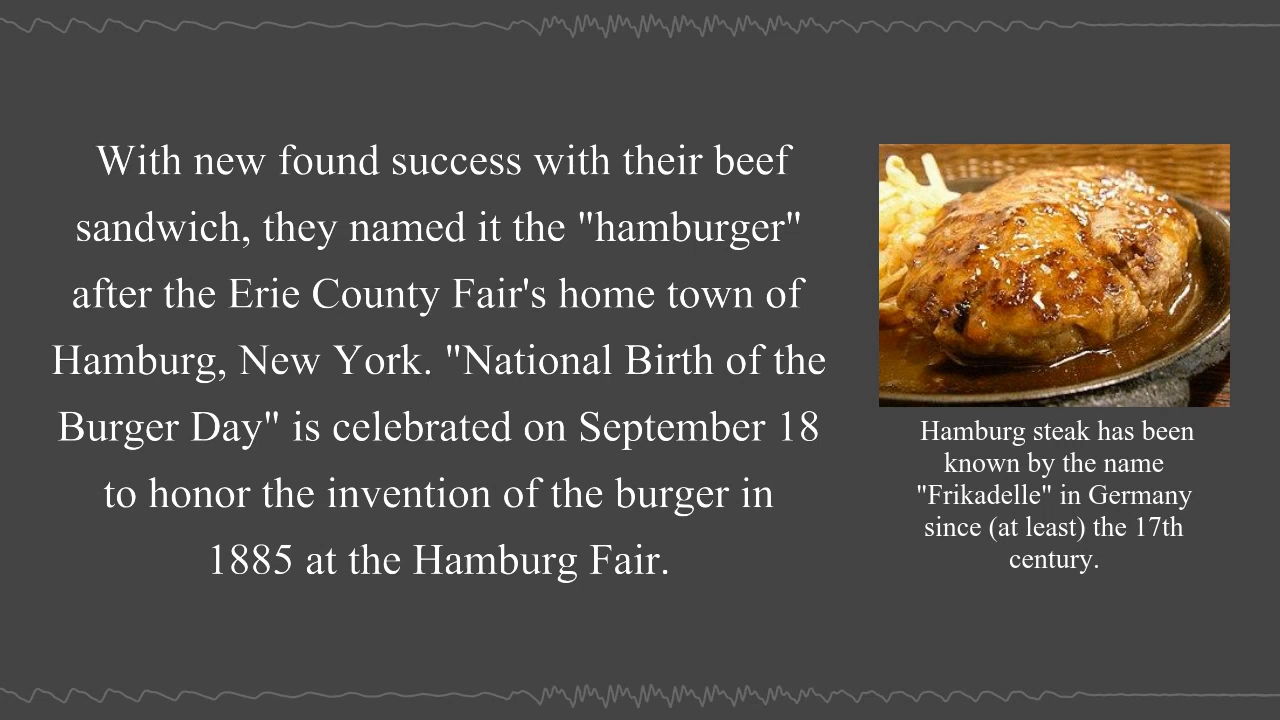 With new found success with their beef
sandwich, they named it the "hamburger"
after the Erie County Fair's home town of
Hamburg, New York. "National Birth of the
Burger Day" is celebrated on September 18
to honor the invention of the burger in
1885 at the Hamburg Fair.
Hamburg steak has been
known by the name
"Frikadelle" in Germany
since (at least) the 17th
century.